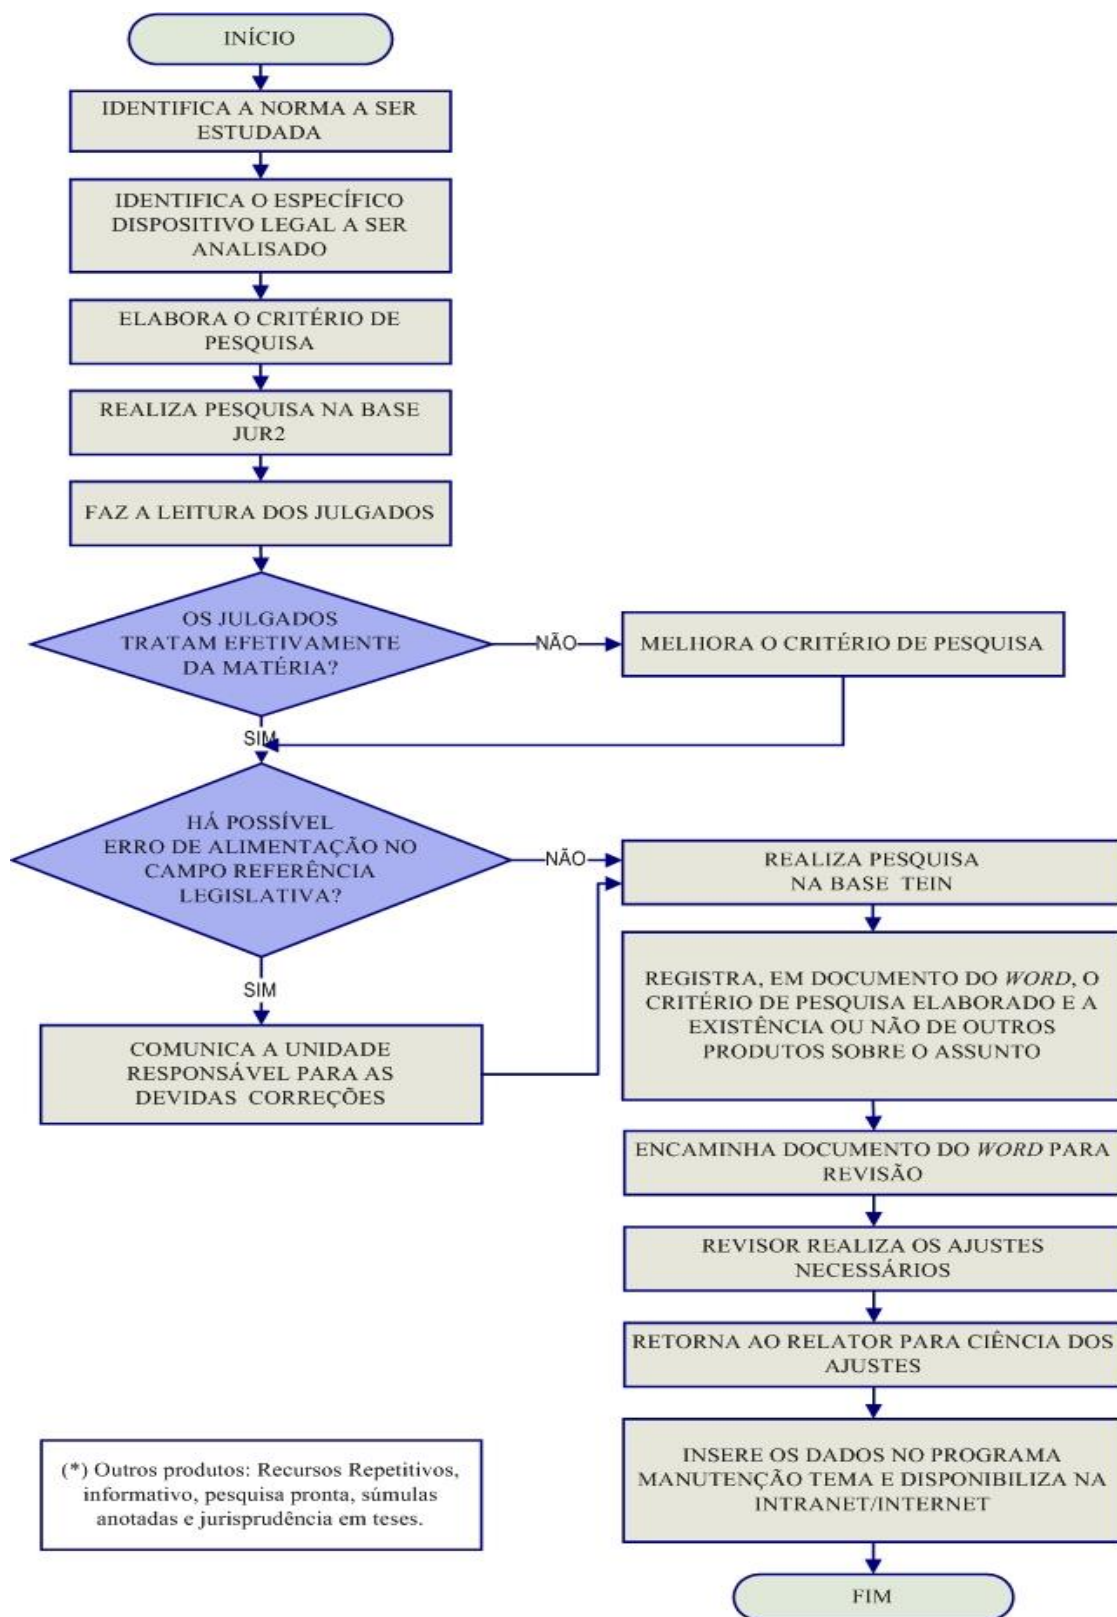 INÍCIO
IDENTIFICA A NORMA A SER
ESTUDADA
IDENTIFICA O ESPECÍFICO
DISPOSITIVO LEGAL A SER
ANALISADO
ELABORA O CRITÉRIO DE
PESQUISA
REALIZA PESQUISA NA BASE
JUR2
FAZ A LEITURA DOS JULGADOS
OS JULGADOS
TRATAM EFETIVAMENTE
DA MATÉRIA?
NÃO
MELHORA O CRITÉRIO DE PESQUISA
SIM
HÁ POSSÍVEL
ERRO DE ALIMENTAÇÃO NO
CAMPO REFERÊNCIA
LEGISLATIVA?
NÃO
SIM
COMUNICA A UNIDADE
RESPONSÁVEL PARA AS
DEVIDAS CORREÇÕES
REALIZA PESQUISA
NA BASE TEIN
REGISTRA, EM DOCUMENTO DO WORD, O
CRITÉRIO DE PESQUISA ELABORADO E A
EXISTÊNCIA OU NÃO DE OUTROS
PRODUTOS SOBRE O ASSUNTO
ENCAMINHA DOCUMENTO DO WORD PARA
REVISÃO
REVISOR REALIZA OS AJUSTES
NECESSÁRIOS
RETORNA AO RELATOR PARA CIÊNCIA DOS
AJUSTES
INSERE OS DADOS NO PROGRAMA
MANUTENÇÃO TEMA E DISPONIBILIZA NA
INTRANET/INTERNET
FIM
(*) Outros produtos: Recursos Repetitivos,
informativo, pesquisa pronta, súmulas
anotadas e jurisprudência em teses.